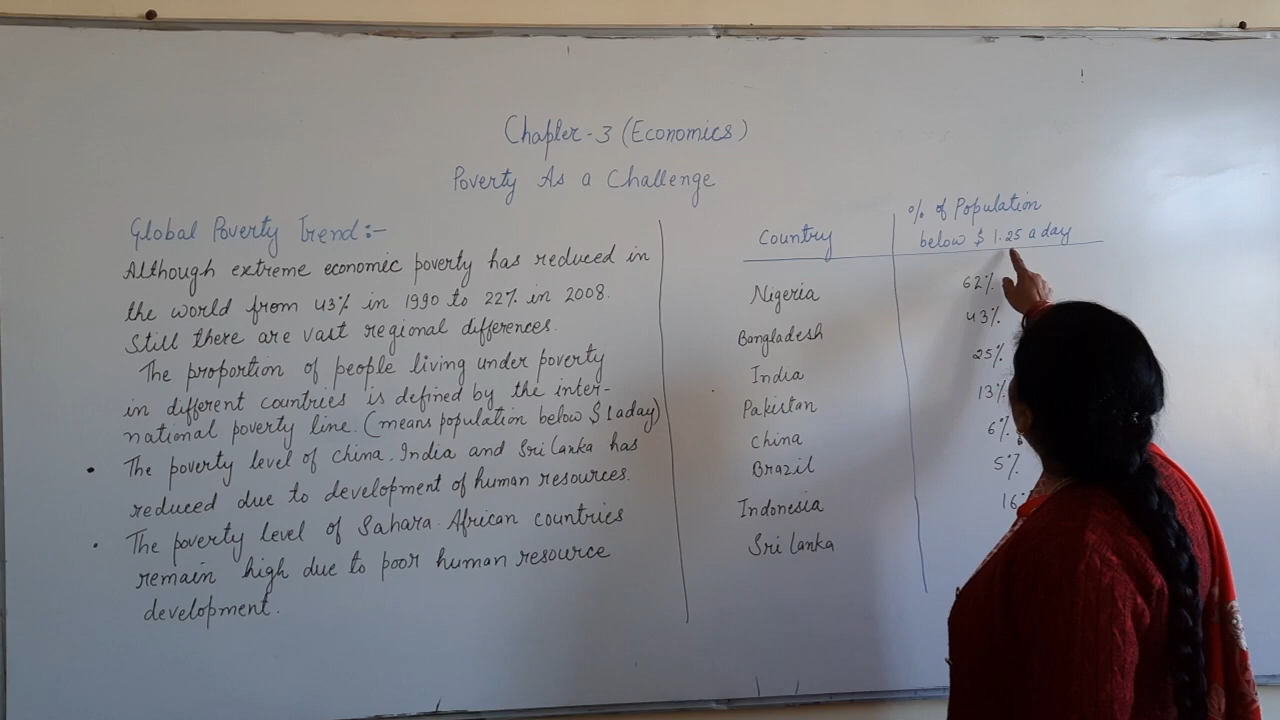 Chapter-3 (Economics)
Poverty As a Challenge
Global Poverty Trend:-
Although extreme economic poverty has reduced in
the world from 43% in 1990 to 22% in 2008.
Still there are vast regional differences.
The proportion of people living under poverty
in different countries is defined by the inter-
national poverty line. (means population below $ 1 a day)
• The poverty level of China. India and Sri Lanka has
reduced due to development of human resources.
• The poverty level of Sahara. African countries
remain high due to poor human resource
development.
Country
% of Population
below $ 1.25 a day
Nigeria 62%
Bangladesh 43%
India 25%
Pakistan 13%
China 6%
Brazil 5%
Indonesia 16
Sri Lanka